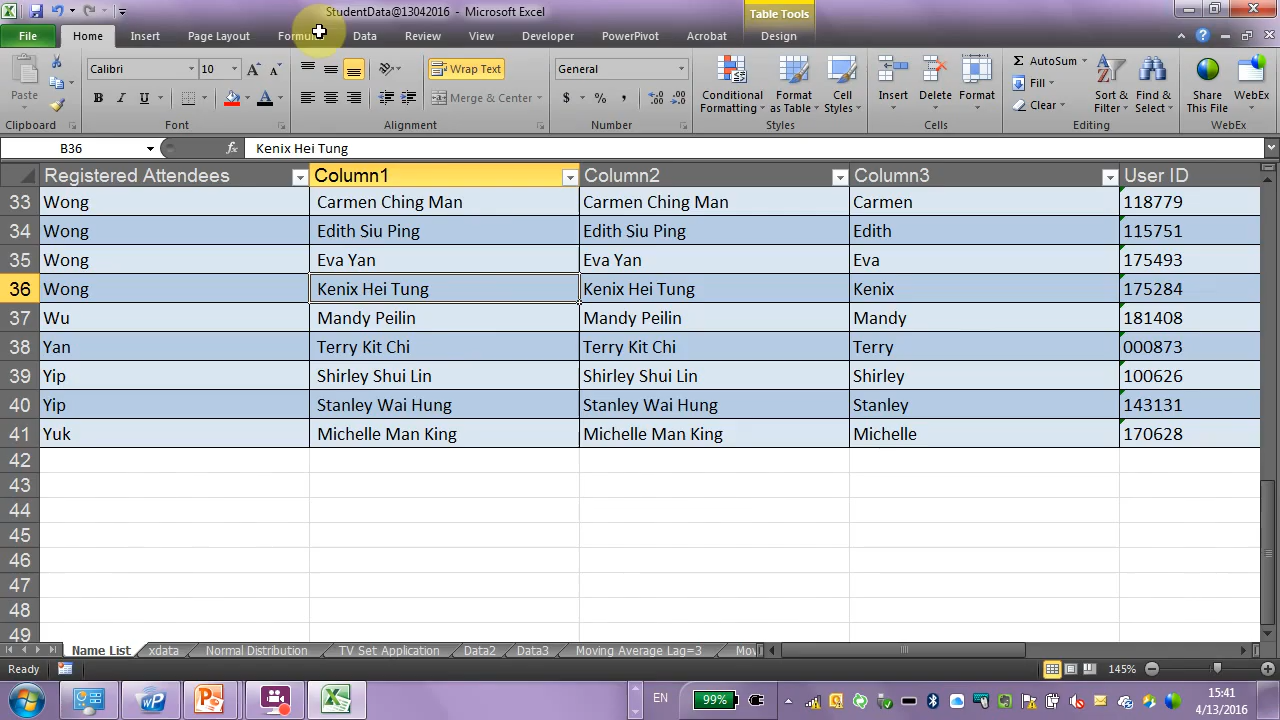 StudentData@13042016 - Microsoft Excel
Table Tools
File Home Insert Page Layout Data Review View Developer PowerPivot Acrobat Design
Paste
Calibri 10
Wrap Text
General
Conditional Formatting
Format as Table
Cell Styles
Insert
Delete
Format
AutoSum
Fill
Clear
Sort & Filter
Find & Select
Share This File
WebEx
B I U
Merge & Center
$ % ,
Clipboard Font Alignment Number Styles Cells Editing WebEx
B36 fx Kenix Hei Tung
Registered Attendees Column1 Column2 Column3 User ID
33 Wong Carmen Ching Man Carmen Ching Man Carmen 118779
34 Wong Edith Siu Ping Edith Siu Ping Edith 115751
35 Wong Eva Yan Eva Yan Eva 175493
36 Wong Kenix Hei Tung Kenix Hei Tung Kenix 175284
37 Wu Mandy Peilin Mandy Peilin Mandy 181408
38 Yan Terry Kit Chi Terry Kit Chi Terry 000873
39 Yip Shirley Shui Lin Shirley Shui Lin Shirley 100626
40 Yip Stanley Wai Hung Stanley Wai Hung Stanley 143131
41 Yuk Michelle Man King Michelle Man King Michelle 170628
42
43
44
45
46
47
48
49
Name List xdata Normal Distribution TV Set Application Data2 Data3 Moving Average Lag=3 Mov
Ready 145%
EN 99% 15:41
4/13/2016